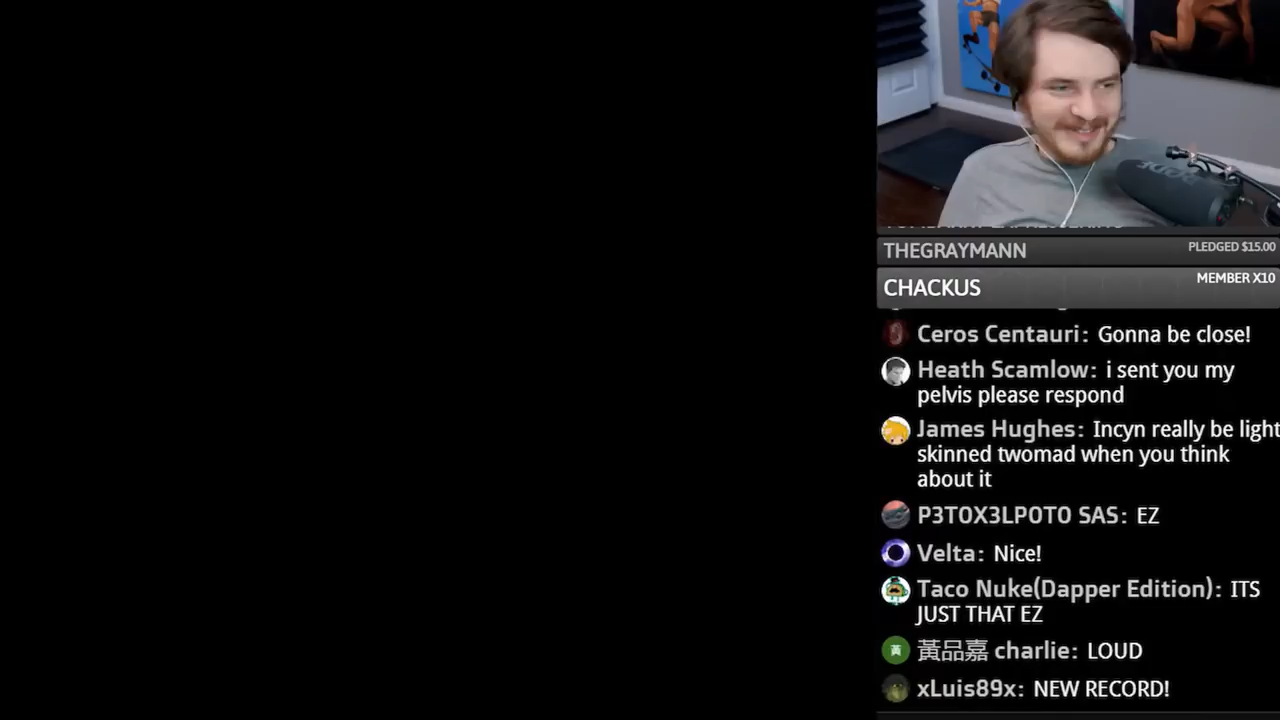 RODE
THEGRAYMANN PLEDGED $15.00
CHACKUS MEMBER X10
Ceros Centauri: Gonna be close!
Heath Scamlow: i sent you my
pelvis please respond
James Hughes: Incyn really be light
skinned twomad when you think
about it
P3T0X3LP0T0 SAS: EZ
Velta: Nice!
Taco Nuke(Dapper Edition): ITS
JUST THAT EZ
黃 黃品嘉 charlie: LOUD
xLuis89x: NEW RECORD!